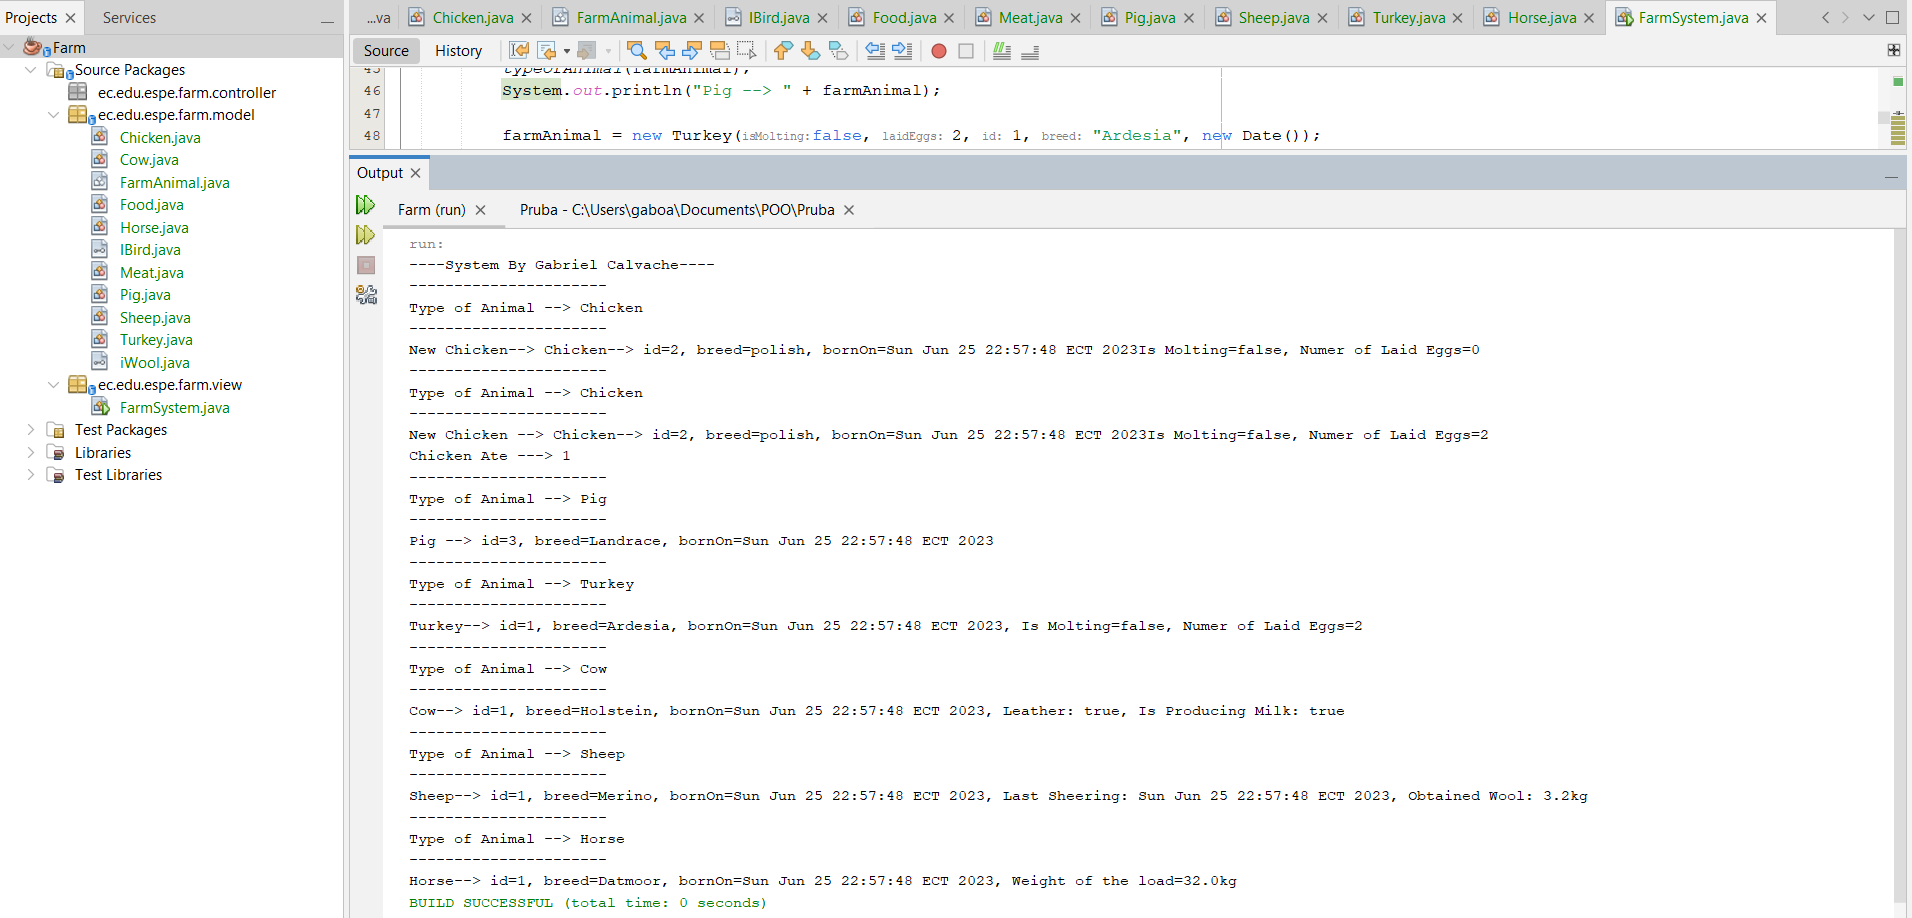 Projects Services
Farm
Source Packages
ec.edu.espe.farm.controller
ec.edu.espe.farm.model
Chicken.java
Cow.java
FarmAnimal.java
Food.java
Horse.java
IBird.java
Meat.java
Pig.java
Sheep.java
Turkey.java
iWool.java
ec.edu.espe.farm.view
FarmSystem.java
Test Packages
Libraries
Test Libraries
...va Chicken.java FarmAnimal.java IBird.java Food.java Meat.java Pig.java Sheep.java Turkey.java Horse.java FarmSystem.java
Source History
45 typeOfAnimal(farmAnimal);
46 System.out.println("Pig --> " + farmAnimal);
47
48 farmAnimal = new Turkey(isMolting:false, laidEggs: 2, id: 1, breed: "Ardesia", new Date());
Output
Farm (run) Pruba - C:\Users\gaboa\Documents\POO\Pruba
run:
----System By Gabriel Calvache----
----------------------
Type of Animal --> Chicken
----------------------
New Chicken--> Chicken--> id=2, breed=polish, bornOn=Sun Jun 25 22:57:48 ECT 2023Is Molting=false, Numer of Laid Eggs=0
----------------------
Type of Animal --> Chicken
----------------------
New Chicken --> Chicken--> id=2, breed=polish, bornOn=Sun Jun 25 22:57:48 ECT 2023Is Molting=false, Numer of Laid Eggs=2
Chicken Ate ---> 1
----------------------
Type of Animal --> Pig
----------------------
Pig --> id=3, breed=Landrace, bornOn=Sun Jun 25 22:57:48 ECT 2023
----------------------
Type of Animal --> Turkey
----------------------
Turkey--> id=1, breed=Ardesia, bornOn=Sun Jun 25 22:57:48 ECT 2023, Is Molting=false, Numer of Laid Eggs=2
----------------------
Type of Animal --> Cow
----------------------
Cow--> id=1, breed=Holstein, bornOn=Sun Jun 25 22:57:48 ECT 2023, Leather: true, Is Producing Milk: true
----------------------
Type of Animal --> Sheep
----------------------
Sheep--> id=1, breed=Merino, bornOn=Sun Jun 25 22:57:48 ECT 2023, Last Sheering: Sun Jun 25 22:57:48 ECT 2023, Obtained Wool: 3.2kg
----------------------
Type of Animal --> Horse
----------------------
Horse--> id=1, breed=Datmoor, bornOn=Sun Jun 25 22:57:48 ECT 2023, Weight of the load=32.0kg
BUILD SUCCESSFUL (total time: 0 seconds)